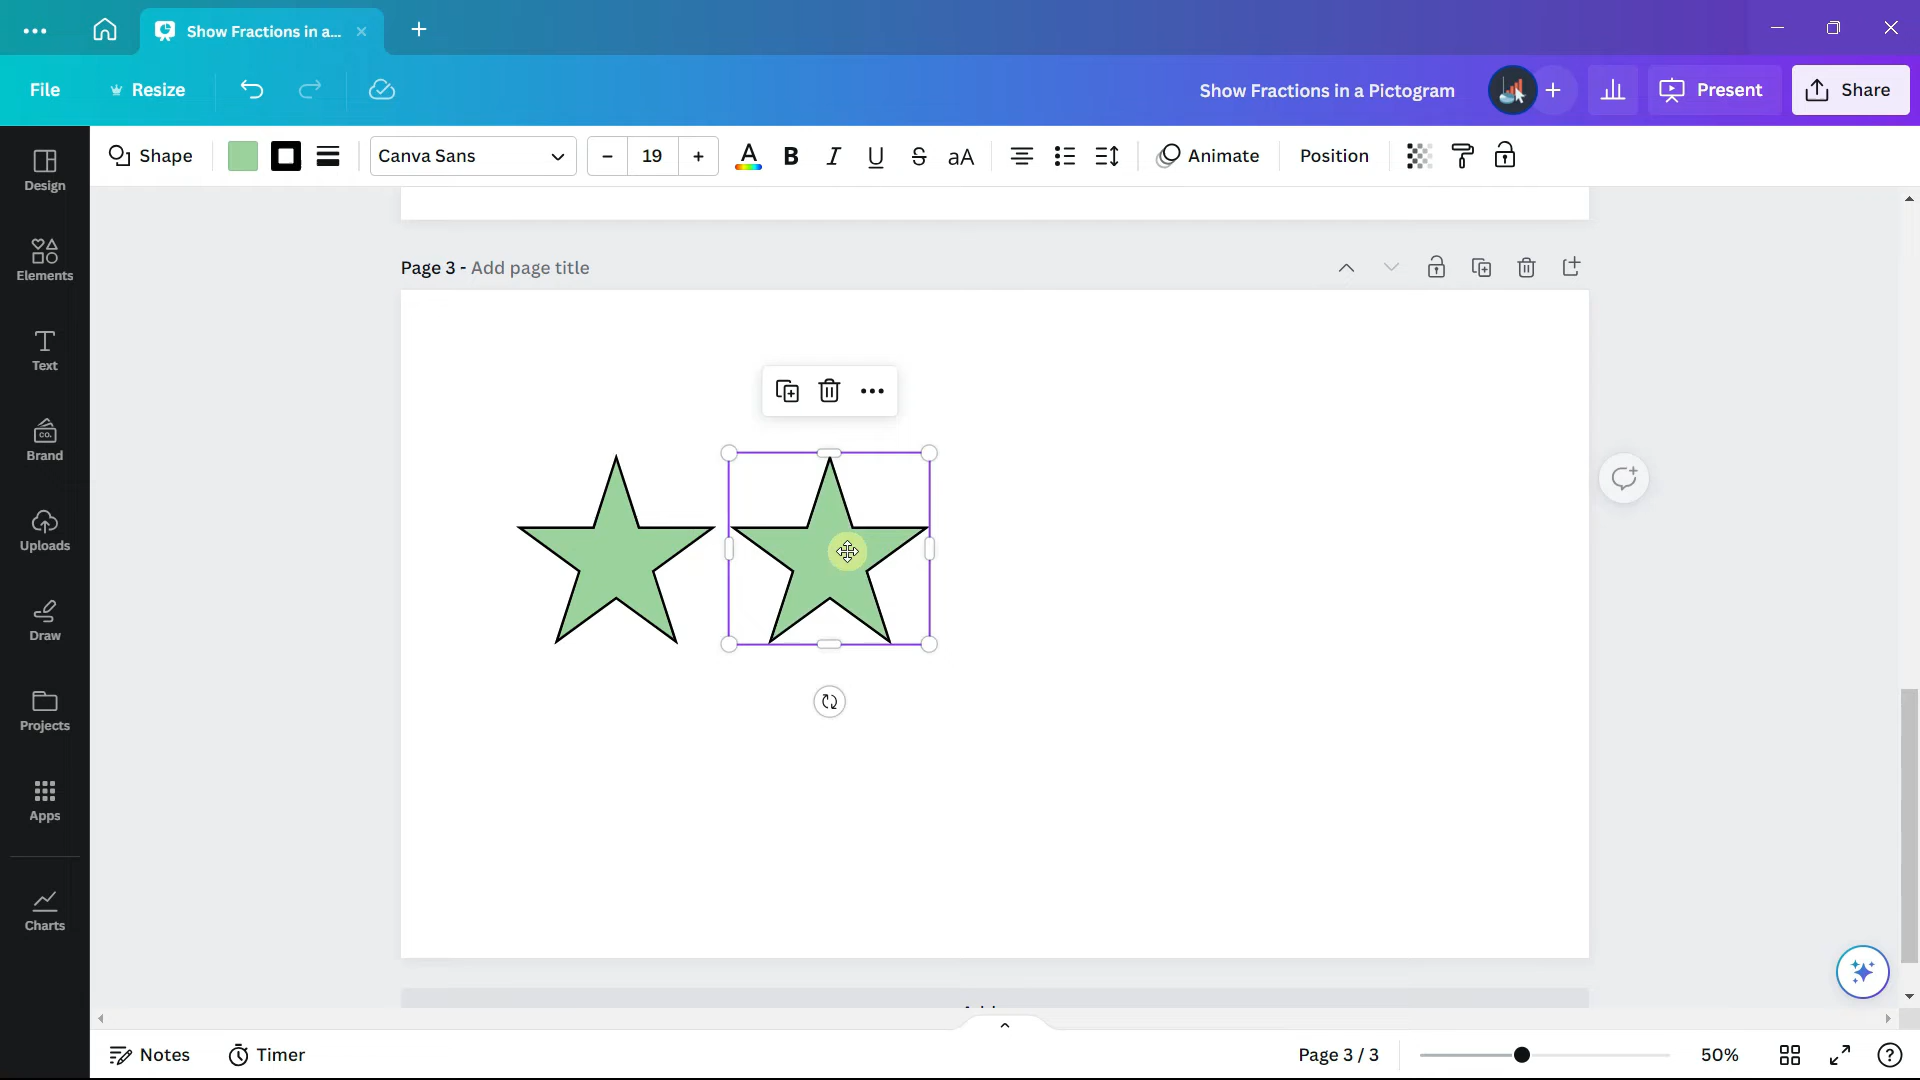 Show Fractions in a...
File
Resize
Show Fractions in a Pictogram
Present
Share
Shape
Canva Sans
19
A
B
I
U
S
aA
Animate
Position
Design
Elements
Text
Brand
Uploads
Draw
Projects
Apps
Charts
Page 3 - Add page title
Notes
Timer
Page 3 / 3
50%